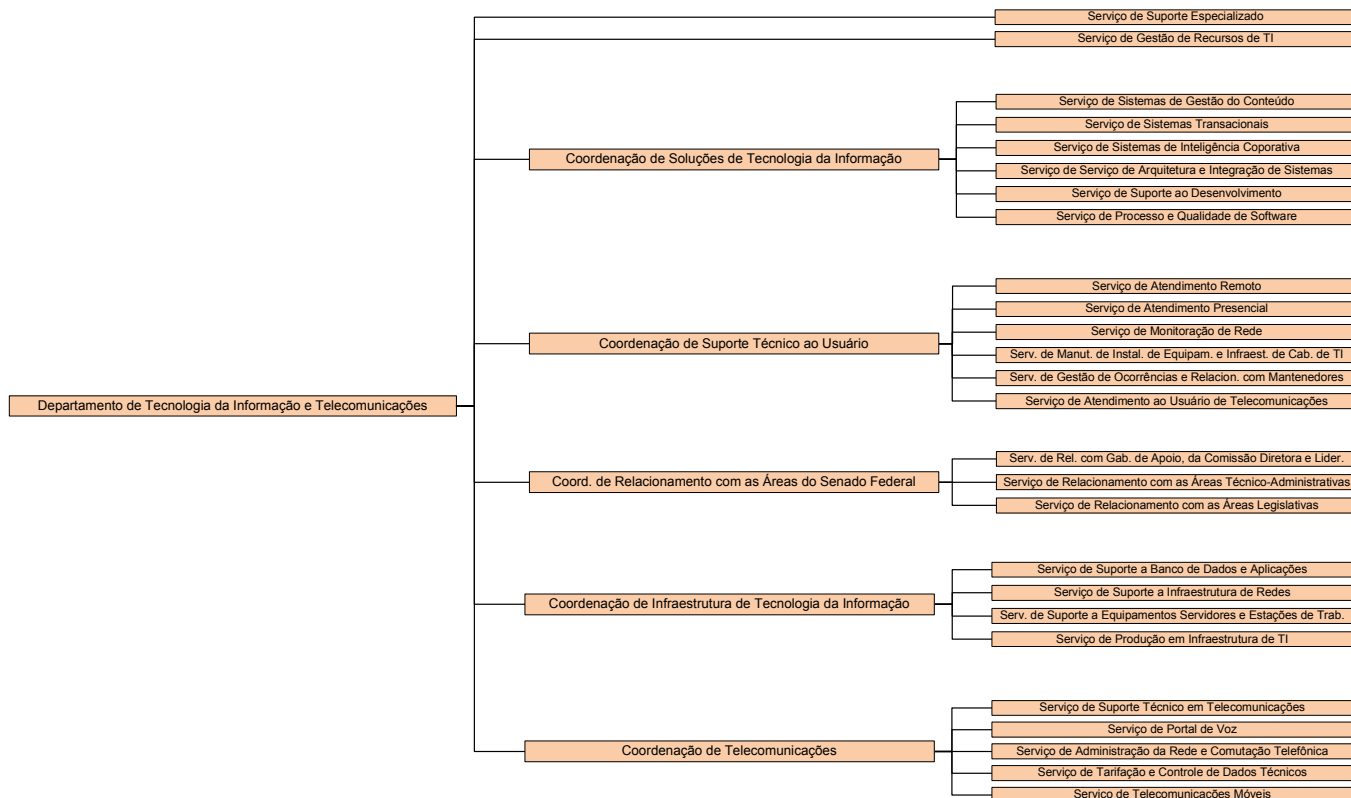 Serviço de Suporte Especializado
Serviço de Gestão de Recursos de TI
Serviço de Sistemas de Gestão do Conteúdo
Serviço de Sistemas Transacionais
Coordenação de Soluções de Tecnologia da Informação
Serviço de Sistemas de Inteligência Coporativa
Serviço de Serviço de Arquitetura e Integração de Sistemas
Serviço de Suporte ao Desenvolvimento
Serviço de Processo e Qualidade de Software
Serviço de Atendimento Remoto
Serviço de Atendimento Presencial
Serviço de Monitoração de Rede
Coordenação de Suporte Técnico ao Usuário
Serv. de Manut. de Instal. de Equipam. e Infraest. de Cab. de TI
Serv. de Gestão de Ocorrências e Relacion. com Mantenedores
Serviço de Atendimento ao Usuário de Telecomunicações
Departamento de Tecnologia da Informação e Telecomunicações
Serv. de Rel. com Gab. de Apoio, da Comissão Diretora e Lider.
Coord. de Relacionamento com as Áreas do Senado Federal
Serviço de Relacionamento com as Áreas Técnico-Administrativas
Serviço de Relacionamento com as Áreas Legislativas
Serviço de Suporte a Banco de Dados e Aplicações
Serviço de Suporte a Infraestrutura de Redes
Coordenação de Infraestrutura de Tecnologia da Informação
Serv. de Suporte a Equipamentos Servidores e Estações de Trab.
Serviço de Produção em Infraestrutura de TI
Serviço de Suporte Técnico em Telecomunicações
Serviço de Portal de Voz
Coordenação de Telecomunicações
Serviço de Administração da Rede e Comutação Telefônica
Serviço de Tarifação e Controle de Dados Técnicos
Serviço de Telecomunicações Móveis